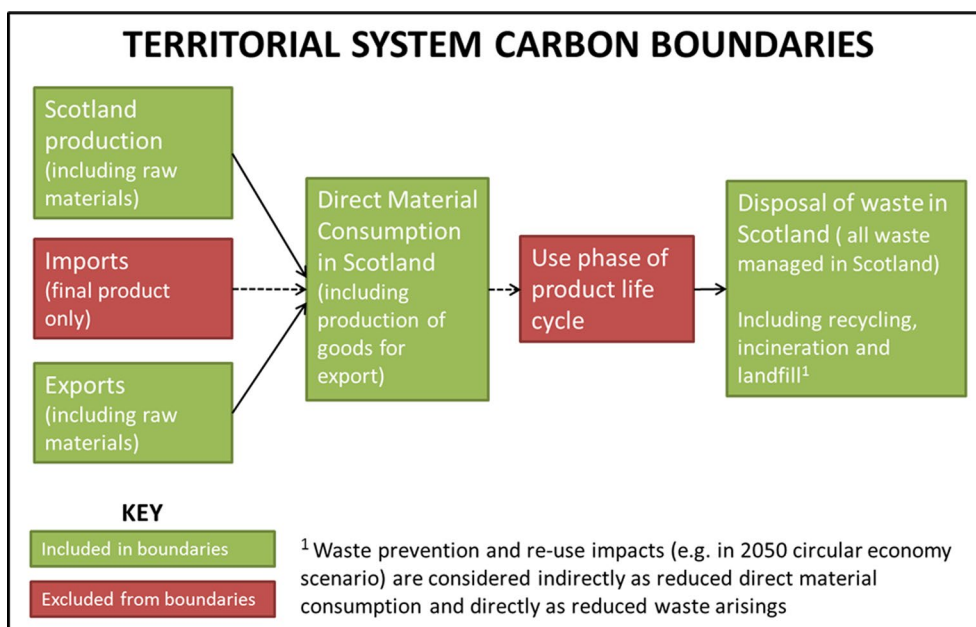 TERRITORIAL SYSTEM CARBON BOUNDARIES
Scotland
production
(including raw
materials)
Imports
(final product
only)
Exports
(including raw
materials)
Direct Material
Consumption
in Scotland
(including
production of
goods for
export)
Use phase of
product life
cycle
Disposal of waste in
Scotland ( all waste
managed in Scotland)
Including recycling,
incineration and
landfill¹
KEY
Included in boundaries
Excluded from boundaries
¹ Waste prevention and re-use impacts (e.g. in 2050 circular economy
scenario) are considered indirectly as reduced direct material
consumption and directly as reduced waste arisings